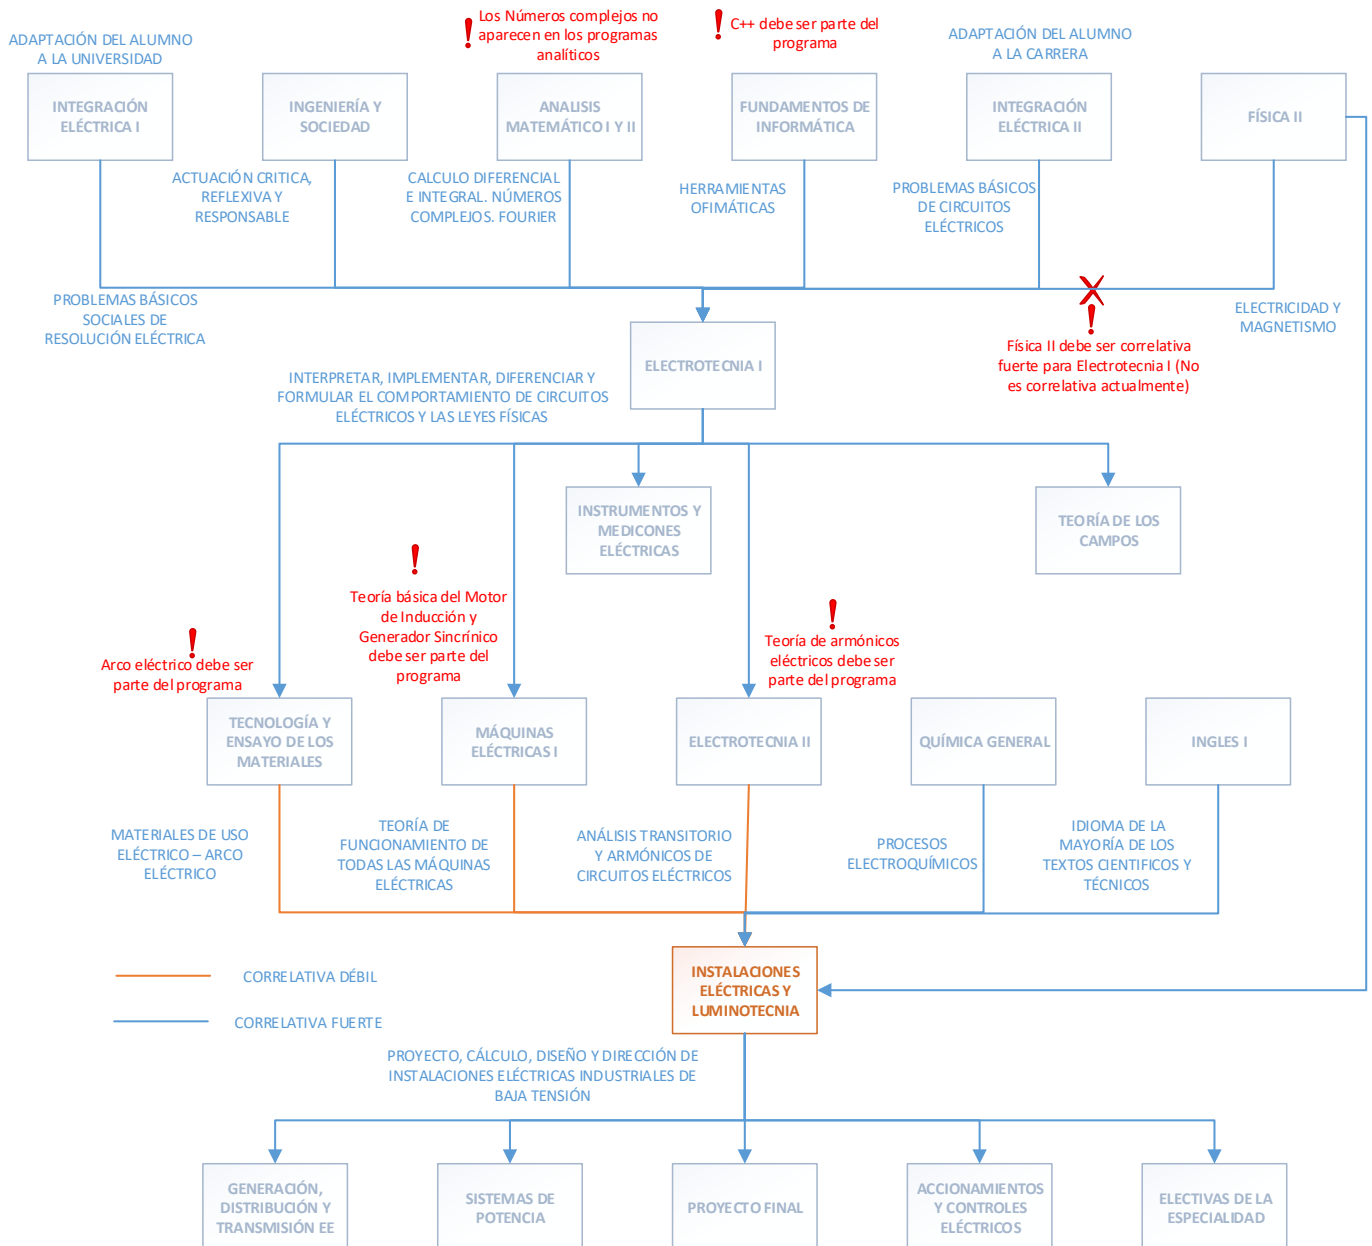 Los Números complejos no
aparecen en los programas
analíticos
C++ debe ser parte del
programa
ADAPTACIÓN DEL ALUMNO
A LA UNIVERSIDAD
ADAPTACIÓN DEL ALUMNO
A LA CARRERA
INTEGRACIÓN
ELÉCTRICA I
INGENIERÍA Y
SOCIEDAD
ANALISIS
MATEMÁTICO I Y II
FUNDAMENTOS DE
INFORMÁTICA
INTEGRACIÓN
ELÉCTRICA II
FÍSICA II
ACTUACIÓN CRITICA,
REFLEXIVA Y
RESPONSABLE
CALCULO DIFERENCIAL
E INTEGRAL. NÚMEROS
COMPLEJOS. FOURIER
HERRAMIENTAS
OFIMÁTICAS
PROBLEMAS BÁSICOS
DE CIRCUITOS
ELÉCTRICOS
PROBLEMAS BÁSICOS
SOCIALES DE
RESOLUCIÓN ELÉCTRICA
ELECTRICIDAD Y
MAGNETISMO
Física II debe ser correlativa
fuerte para Electrotecnia I (No
es correlativa actualmente)
ELECTROTECNIA I
INTERPRETAR, IMPLEMENTAR, DIFERENCIAR Y
FORMULAR EL COMPORTAMIENTO DE CIRCUITOS
ELÉCTRICOS Y LAS LEYES FÍSICAS
INSTRUMENTOS Y
MEDICONES
ELÉCTRICAS
TEORÍA DE LOS
CAMPOS
Teoría básica del Motor
de Inducción y
Generador Sincrínico
debe ser parte del
programa
Arco eléctrico debe ser
parte del programa
Teoría de armónicos
eléctricos debe ser
parte del programa
TECNOLOGÍA Y
ENSAYO DE LOS
MATERIALES
MÁQUINAS
ELÉCTRICAS I
ELECTROTECNIA II
QUÍMICA GENERAL
INGLES I
MATERIALES DE USO
ELÉCTRICO – ARCO
ELÉCTRICO
TEORÍA DE
FUNCIONAMIENTO DE
TODAS LAS MÁQUINAS
ELÉCTRICAS
ANÁLISIS TRANSITORIO
Y ARMÓNICOS DE
CIRCUITOS ELÉCTRICOS
PROCESOS
ELECTROQUÍMICOS
IDIOMA DE LA
MAYORÍA DE LOS
TEXTOS CIENTIFICOS Y
TÉCNICOS
INSTALACIONES
ELÉCTRICAS Y
LUMINOTECNIA
CORRELATIVA DÉBIL
CORRELATIVA FUERTE
PROYECTO, CÁLCULO, DISEÑO Y DIRECCIÓN DE
INSTALACIONES ELÉCTRICAS INDUSTRIALES DE
BAJA TENSIÓN
GENERACIÓN,
DISTRIBUCIÓN Y
TRANSMISIÓN EE
SISTEMAS DE
POTENCIA
PROYECTO FINAL
ACCIONAMIENTOS
Y CONTROLES
ELÉCTRICOS
ELECTIVAS DE LA
ESPECIALIDAD